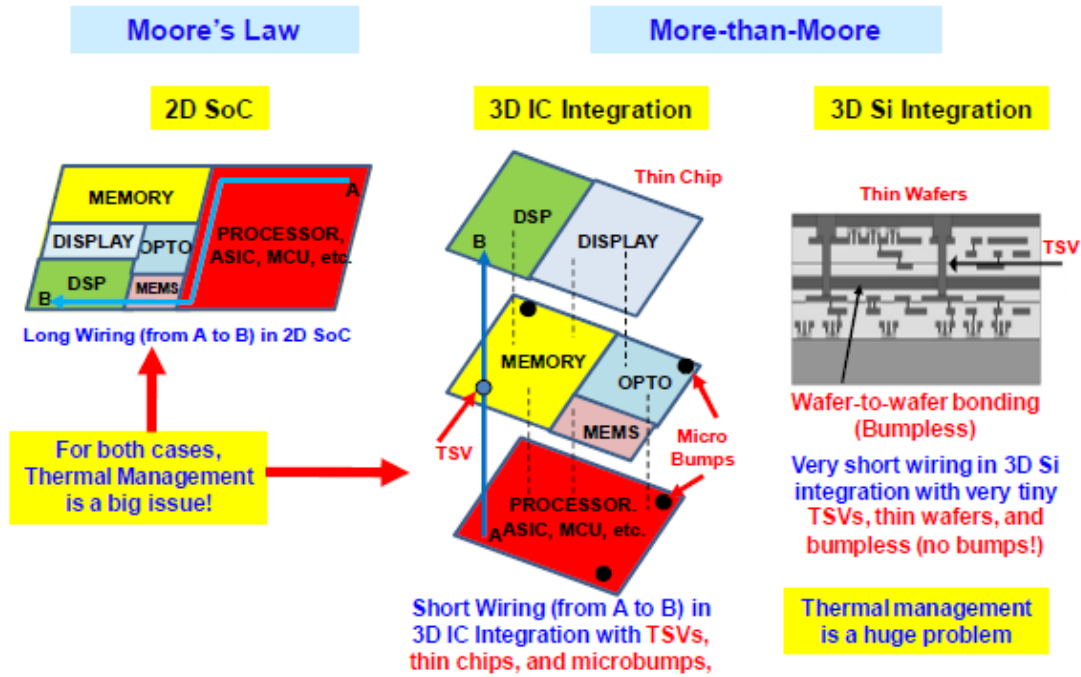 Moore's Law
More-than-Moore
2D SoC
3D IC Integration
3D Si Integration
MEMORY
DISPLAY
OPTO
DSP
MEMS
PROCESSOR,
ASIC, MCU, etc.
A
B
Long Wiring (from A to B) in 2D SoC
For both cases,
Thermal Management
is a big issue!
Thin Chip
DSP
DISPLAY
B
MEMORY
OPTO
MEMS
TSV
Micro
Bumps
PROCESSOR.
ASIC, MCU, etc.
A
Short Wiring (from A to B) in
3D IC Integration with TSVs,
thin chips, and microbumps,
Thin Wafers
TSV
Wafer-to-wafer bonding
(Bumpless)
Very short wiring in 3D Si
integration with very tiny
TSVs, thin wafers, and
bumpless (no bumps!)
Thermal management
is a huge problem